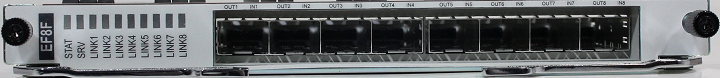 EF8F
STAT
SRV
LINK1
LINK2
LINK3
LINK4
LINK5
LINK6
LINK7
LINK8
OUT1 IN1 OUT2 IN2 OUT3 IN3 OUT4 IN4 OUT5 IN5 OUT6 IN6 OUT7 IN7 OUT8 IN8